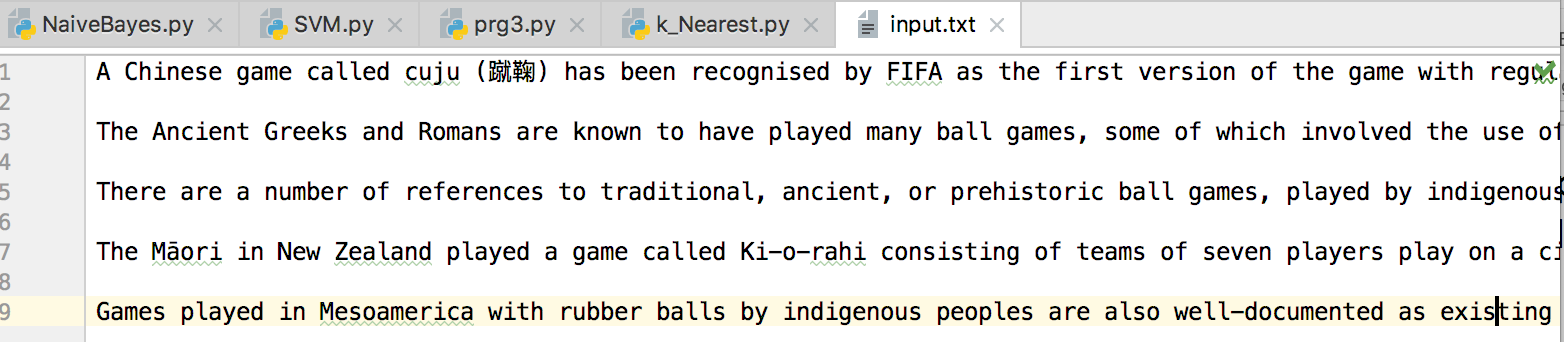 NaiveBayes.py SVM.py prg3.py k_Nearest.py input.txt
1 A Chinese game called cuju (蹴鞠) has been recognised by FIFA as the first version of the game with
2
3 The Ancient Greeks and Romans are known to have played many ball games, some of which involved the use of
4
5 There are a number of references to traditional, ancient, or prehistoric ball games, played by indigenous
6
7 The Māori in New Zealand played a game called Ki-o-rahi consisting of teams of seven players play on a
8
9 Games played in Mesoamerica with rubber balls by indigenous peoples are also well-documented as existing